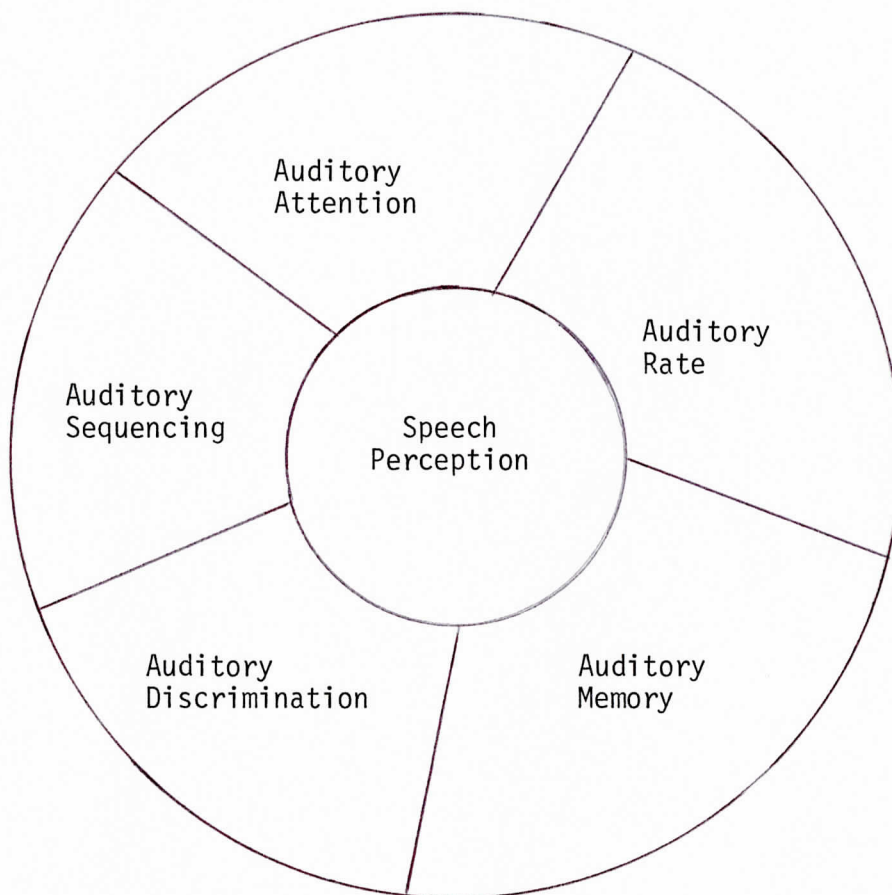 Auditory
Attention
Auditory
Rate
Auditory
Sequencing
Speech
Perception
Auditory
Discrimination
Auditory
Memory